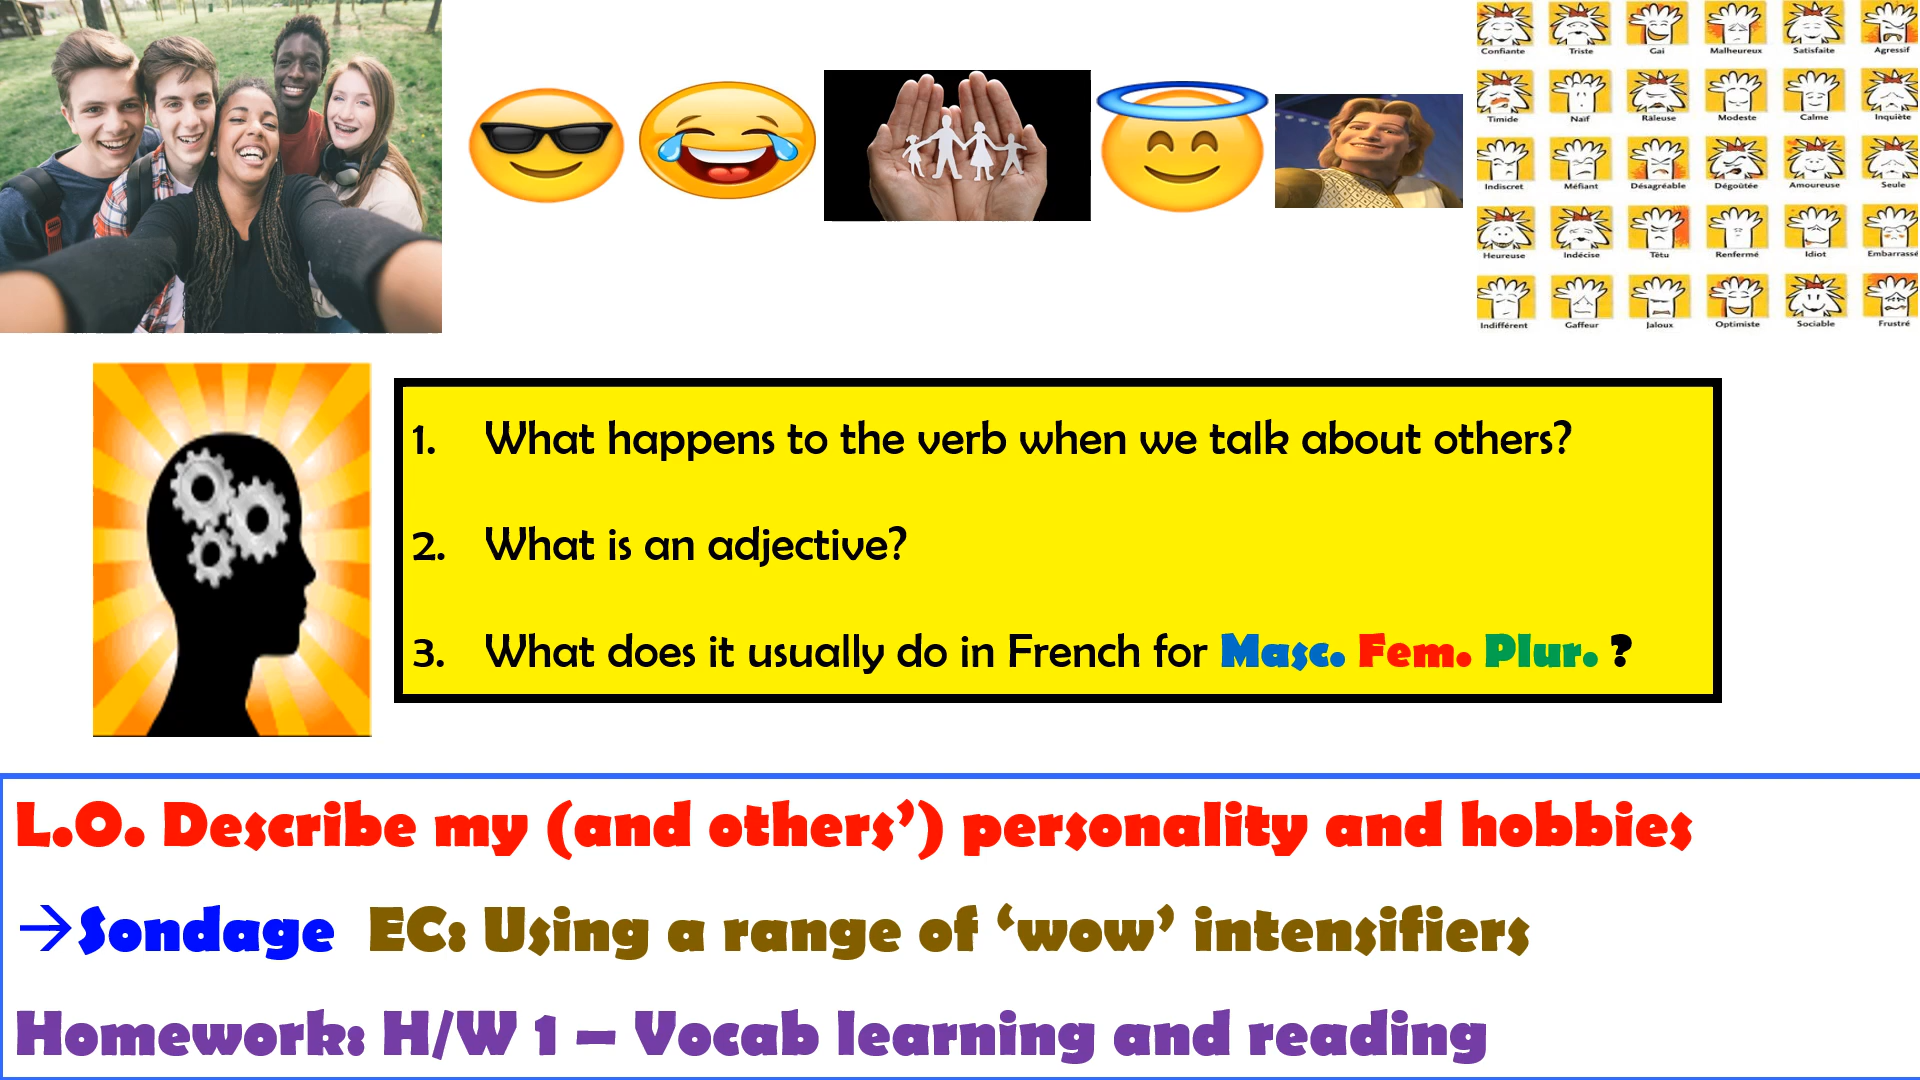 Confiante Triste Gai Malheureux Satisfaite Agressif
Timide Naïf Râleuse Modeste Calme Inquiète
Indiscret Méfiant Désagréable Dégoûtée Amoureuse Seule
Heureuse Indécise Têtu Renfermé Idiot Embarrassé
Indifférent Gaffeur Jaloux Optimiste Sociable Frustré
1. What happens to the verb when we talk about others?
2. What is an adjective?
3. What does it usually do in French for Masc. Fem. Plur. ?
L.O. Describe my (and others’) personality and hobbies
→Sondage EC: Using a range of ‘wow’ intensifiers
Homework: H/W 1 – Vocab learning and reading